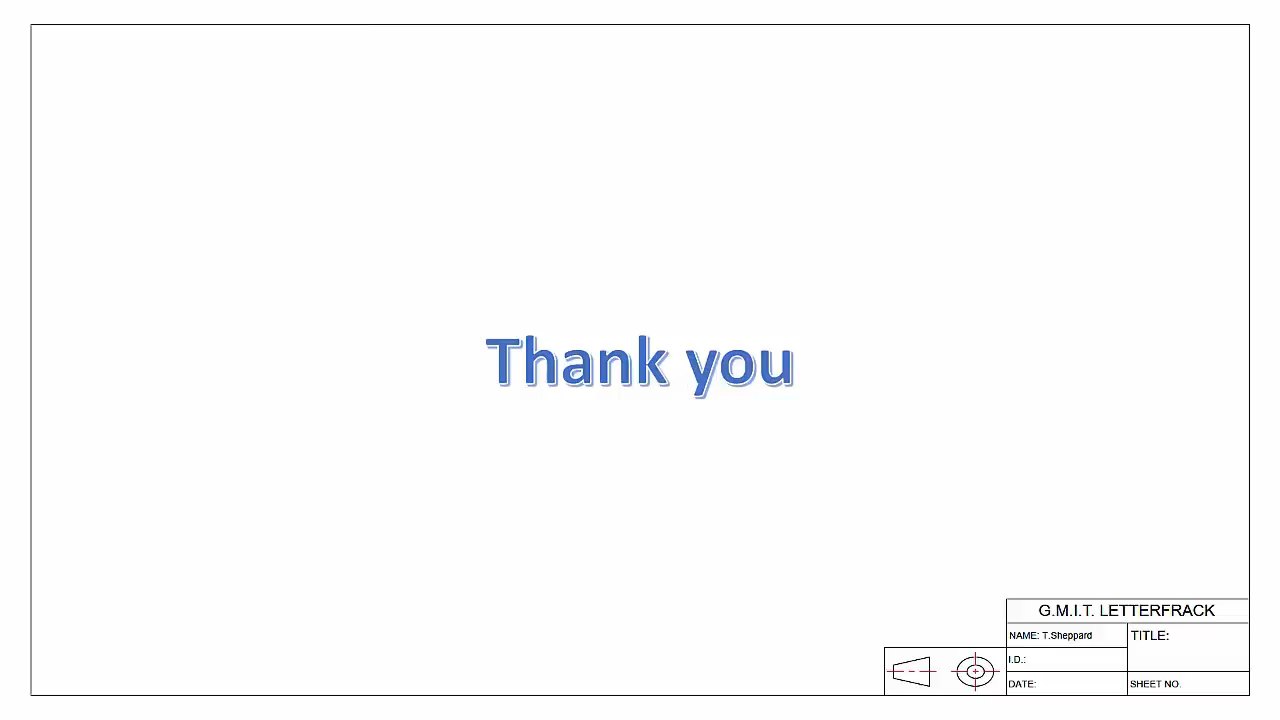 Thank you
G.M.I.T. LETTERFRACK
NAME: T.Sheppard
TITLE:
I.D.:
DATE:
SHEET NO.